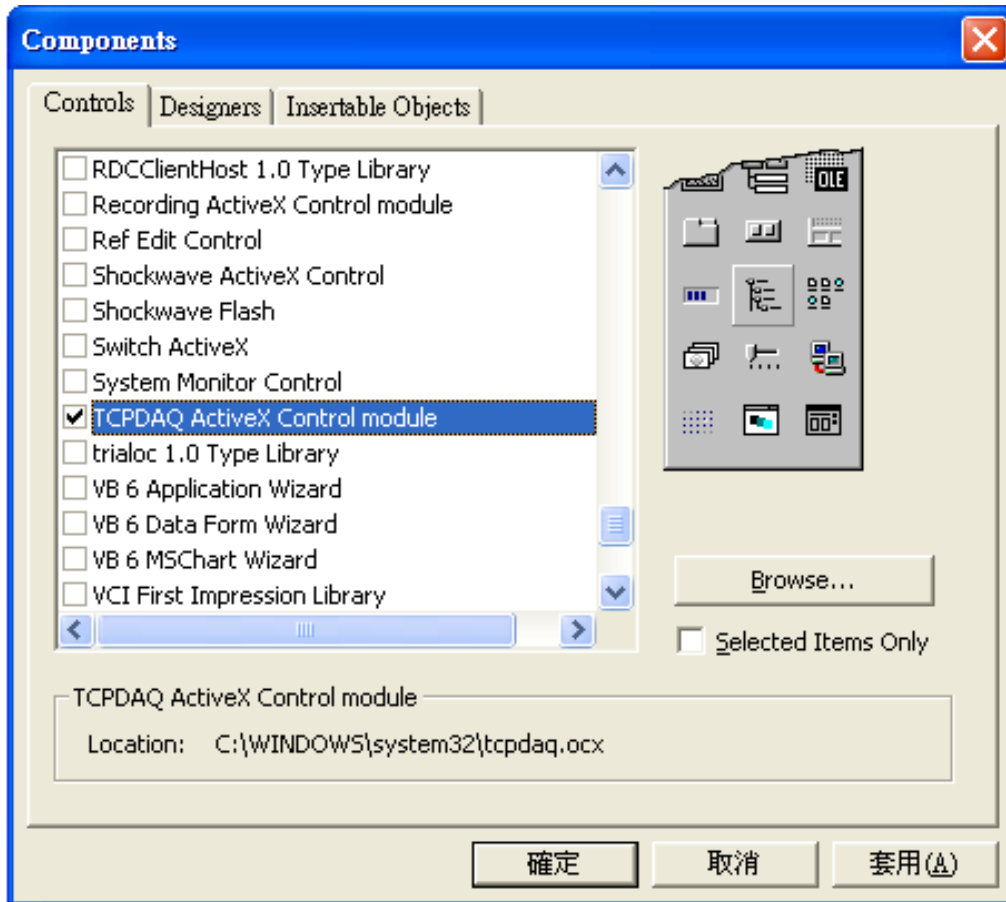 Components
Controls Designers Insertable Objects
RDCClientHost 1.0 Type Library
Recording ActiveX Control module
Ref Edit Control
Shockwave ActiveX Control
Shockwave Flash
Switch ActiveX
System Monitor Control
TCPDAQ ActiveX Control module
trialoc 1.0 Type Library
VB 6 Application Wizard
VB 6 Data Form Wizard
VB 6 MSChart Wizard
VCI First Impression Library
OLE
Browse...
Selected Items Only
TCPDAQ ActiveX Control module
Location: C:\WINDOWS\system32\tcpdaq.ocx
確定 取消 套用(A)